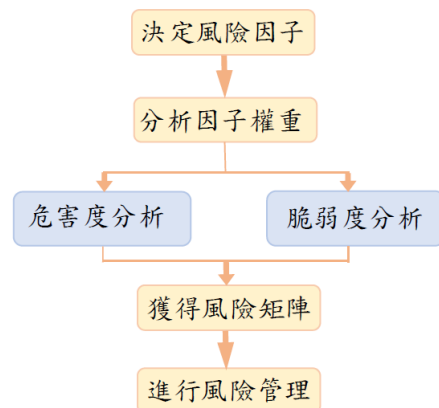 決定風險因子
分析因子權重
危害度分析
脆弱度分析
獲得風險矩陣
進行風險管理